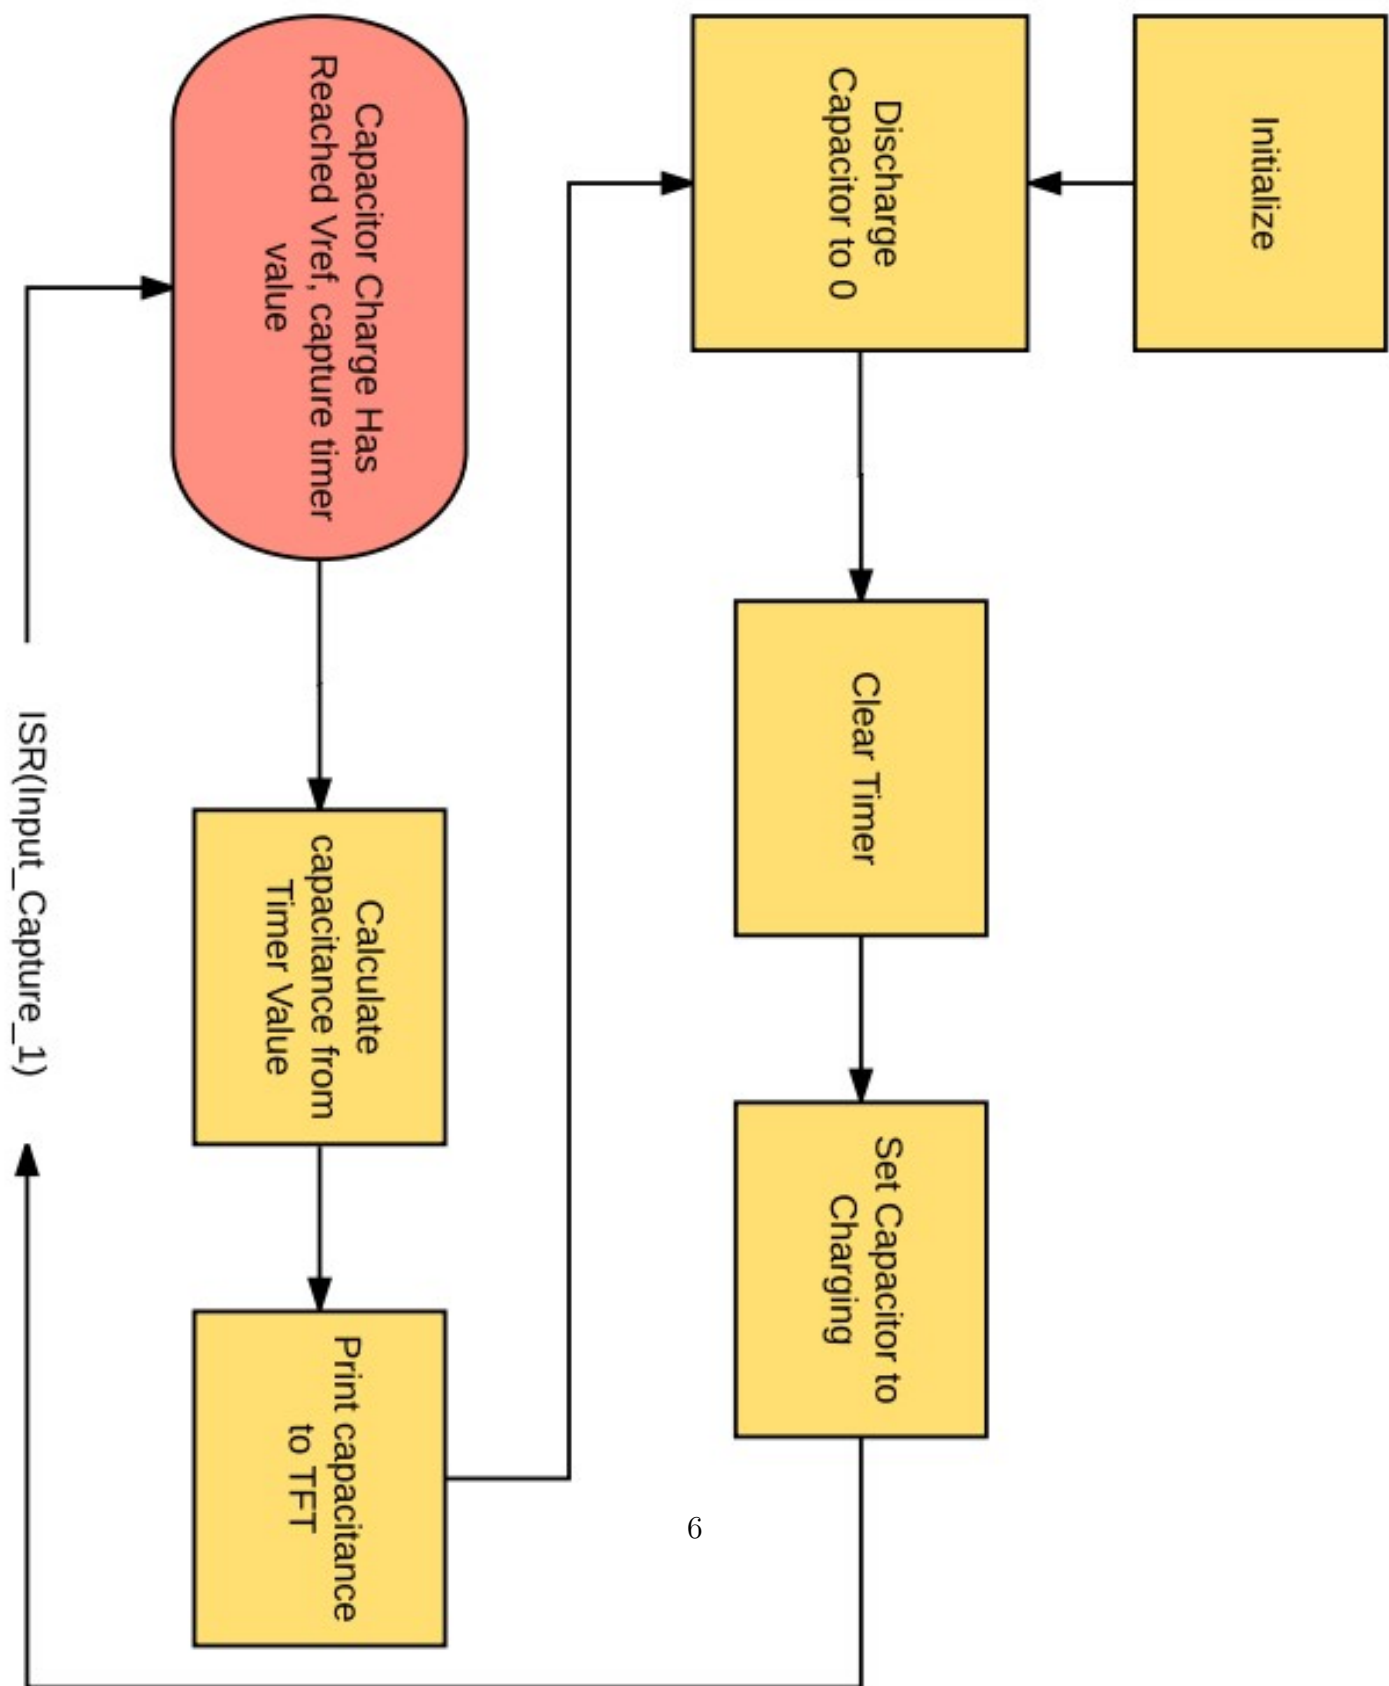 Initialize
Discharge
Capacitor to 0
Clear Timer
Set Capacitor to
Charging
Capacitor Charge Has
Reached Vref, capture timer
value
Calculate
capacitance from
Timer Value
Print capacitance
to TFT
ISR(Input_Capture_1)
6